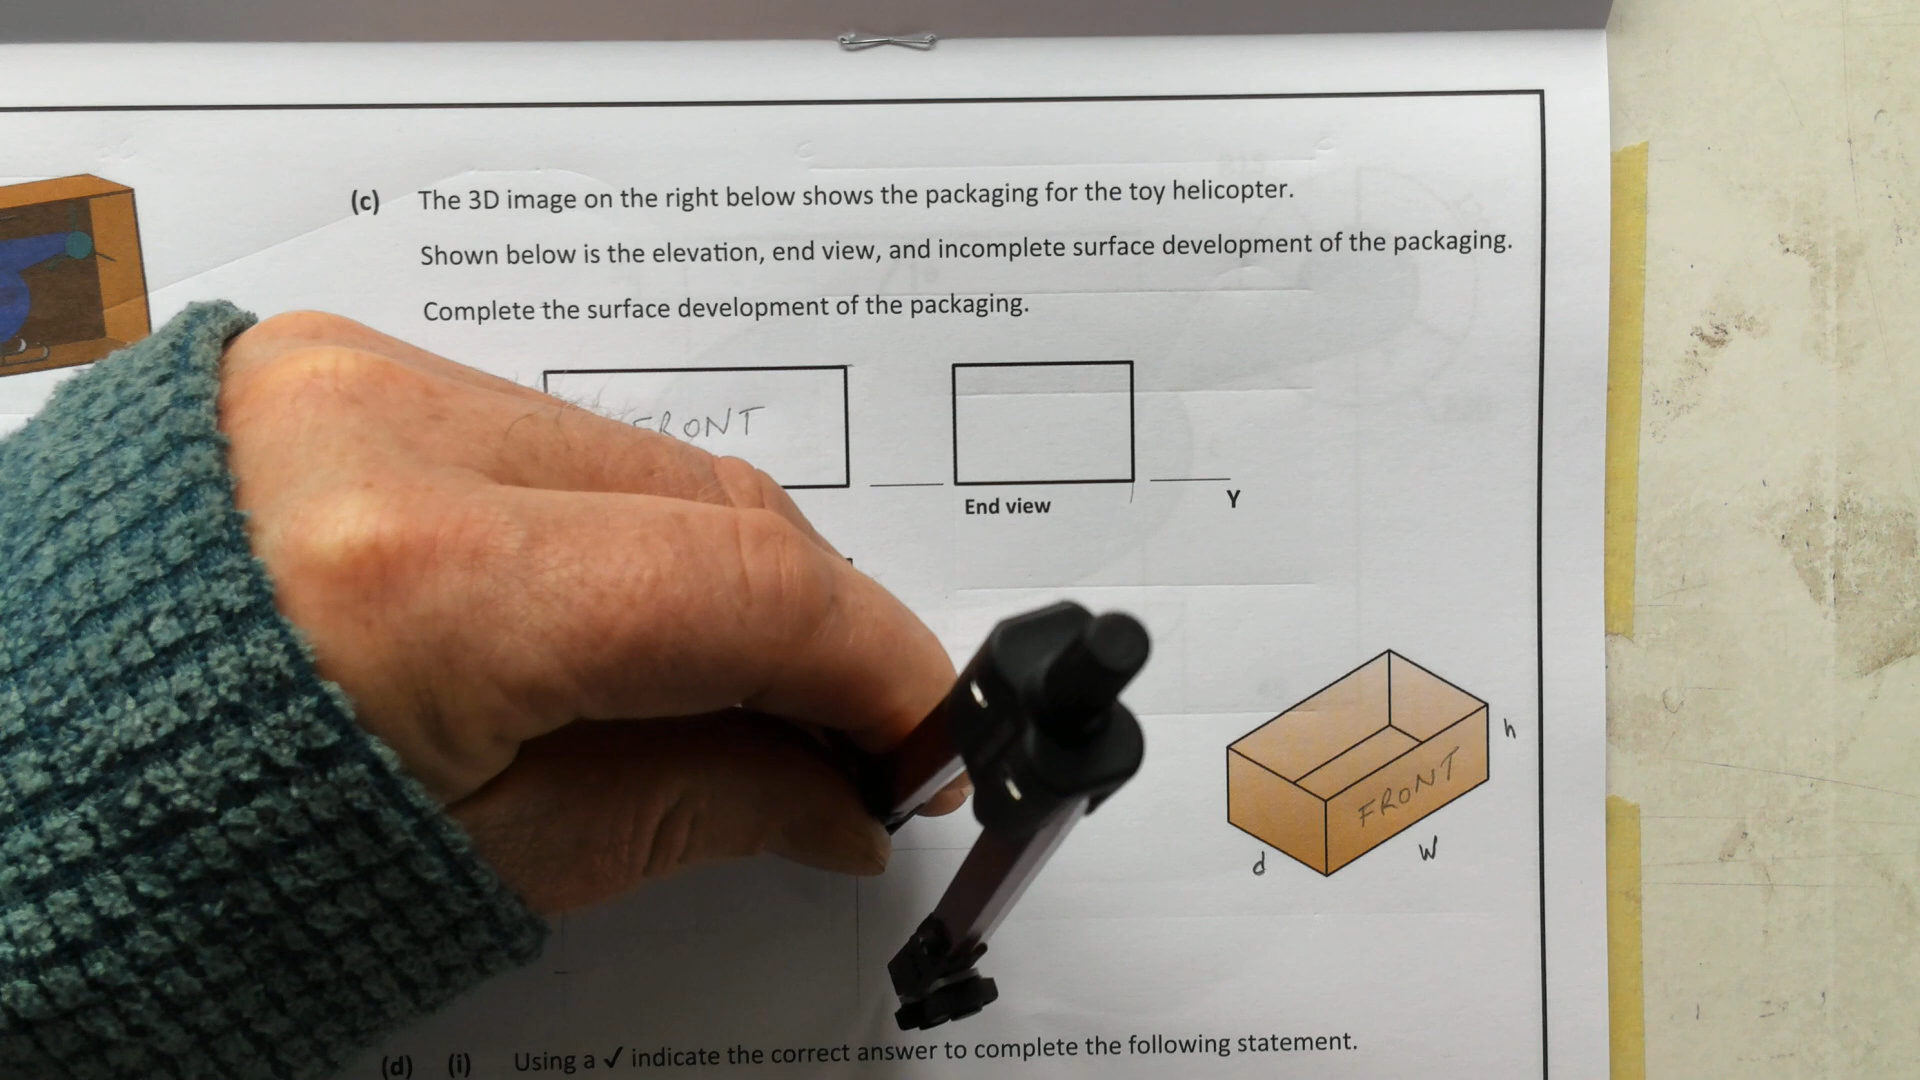 (c) The 3D image on the right below shows the packaging for the toy helicopter.
Shown below is the elevation, end view, and incomplete surface development of the packaging.
Complete the surface development of the packaging.
FRONT
End view
Y
h
FRONT
W
d
(d) (i) Using a ✓ indicate the correct answer to complete the following statement.